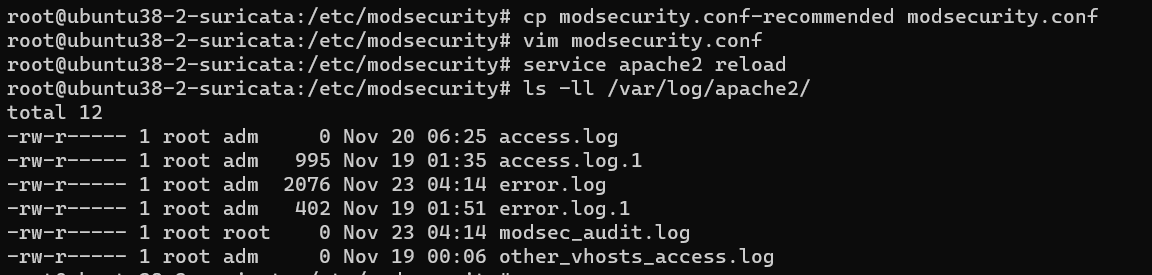 root@ubuntu38-2-suricata:/etc/modsecurity# cp modsecurity.conf-recommended modsecurity.conf
root@ubuntu38-2-suricata:/etc/modsecurity# vim modsecurity.conf
root@ubuntu38-2-suricata:/etc/modsecurity# service apache2 reload
root@ubuntu38-2-suricata:/etc/modsecurity# ls -ll /var/log/apache2/
total 12
-rw-r----- 1 root adm     0 Nov 20 06:25 access.log
-rw-r----- 1 root adm   995 Nov 19 01:35 access.log.1
-rw-r----- 1 root adm  2076 Nov 23 04:14 error.log
-rw-r----- 1 root adm   402 Nov 19 01:51 error.log.1
-rw-r----- 1 root root    0 Nov 23 04:14 modsec_audit.log
-rw-r----- 1 root adm     0 Nov 19 00:06 other_vhosts_access.log